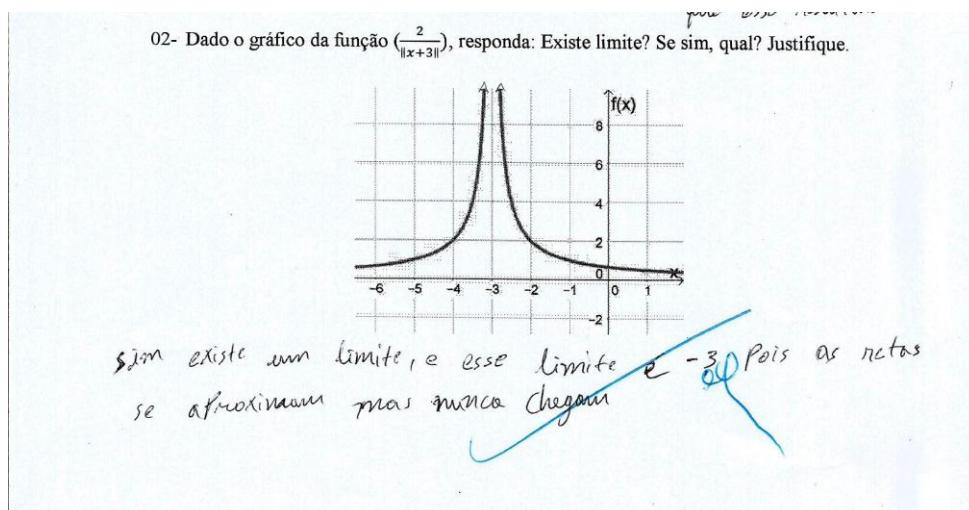 02- Dado o gráfico da função (2/‖x+3‖), responda: Existe limite? Se sim, qual? Justifique.
f(x)
8
6
4
2
0
x
-6 -5 -4 -3 -2 -1 0 1
-2
sim existe um limite, e esse limite é -3, Pois as retas
se aproximam mas nunca chegam